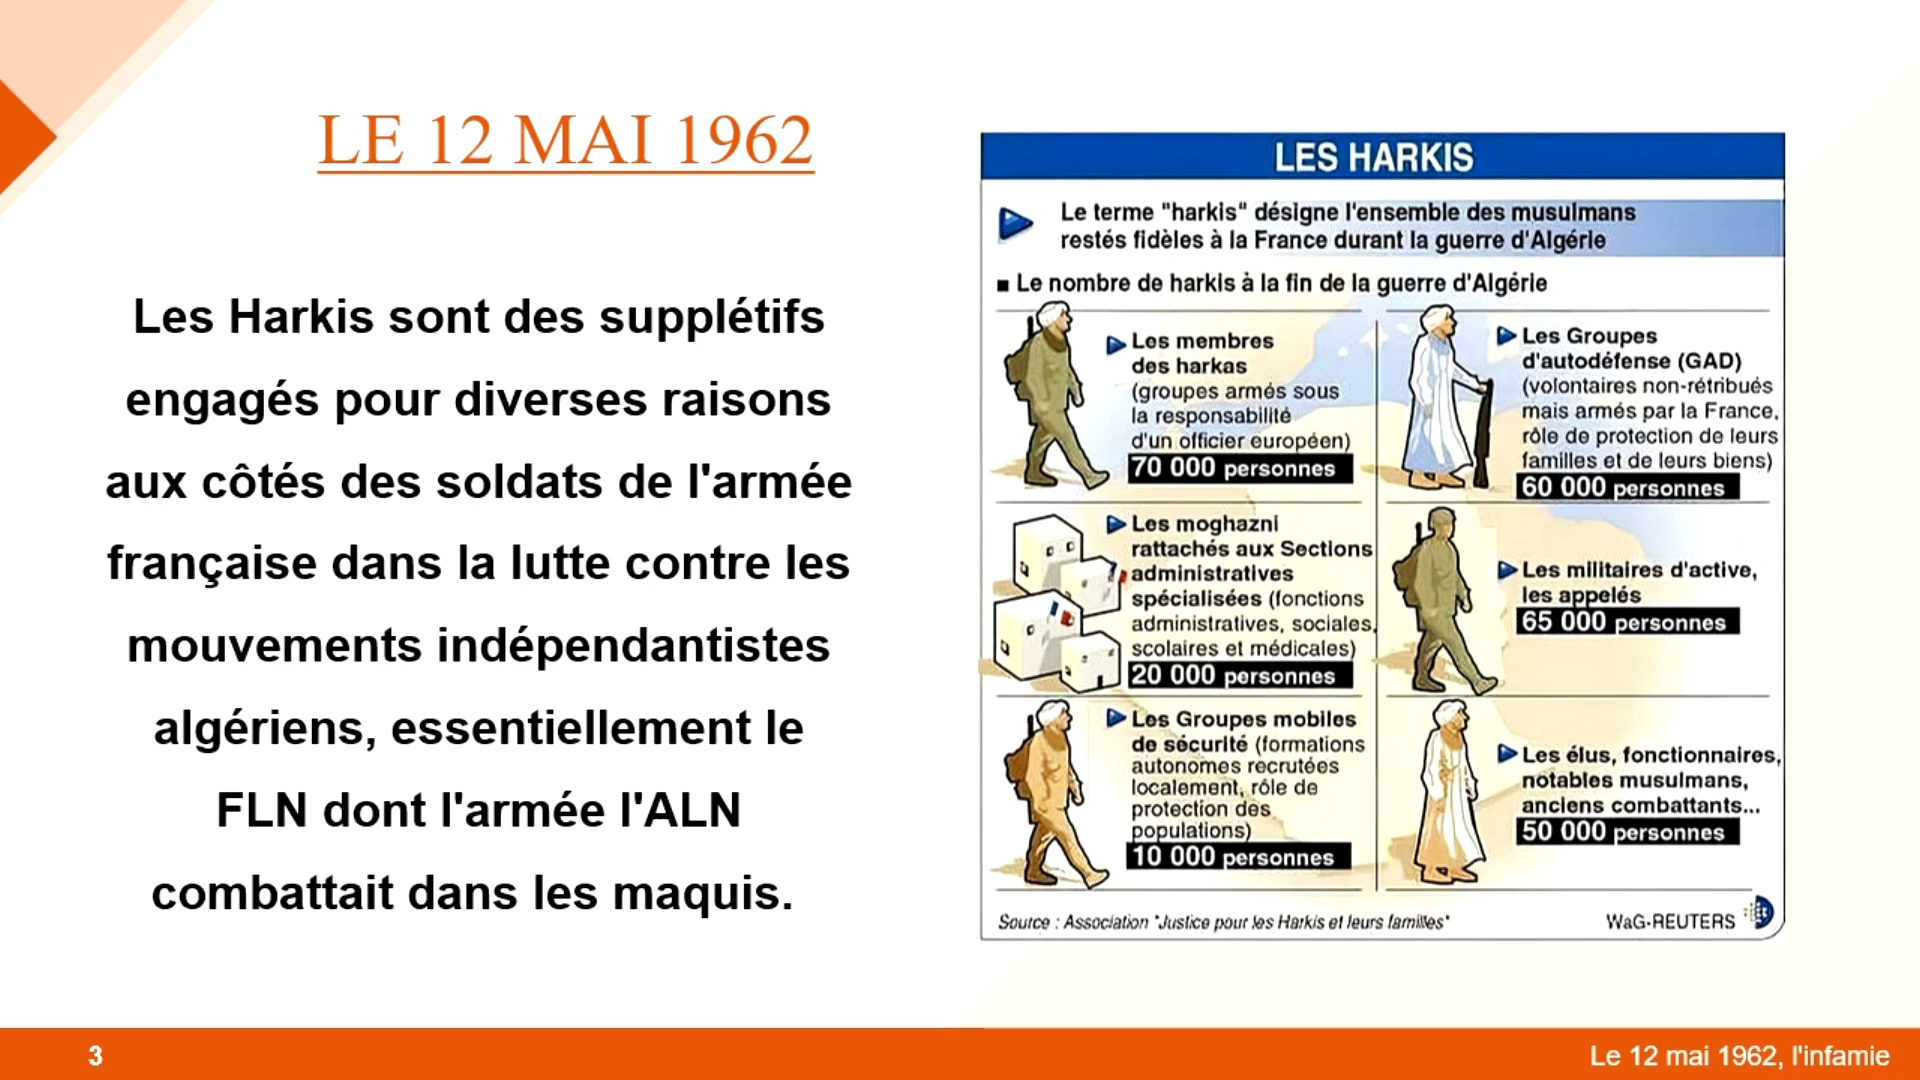 LE 12 MAI 1962
Les Harkis sont des supplétifs
engagés pour diverses raisons
aux côtés des soldats de l'armée
française dans la lutte contre les
mouvements indépendantistes
algériens, essentiellement le
FLN dont l'armée l'ALN
combattait dans les maquis.
LES HARKIS
Le terme "harkis" désigne l'ensemble des musulmans
restés fidèles à la France durant la guerre d'Algérie
Le nombre de harkis à la fin de la guerre d'Algérie
Les membres
des harkas
(groupes armés sous
la responsabilité
d'un officier européen)
70 000 personnes
Les Groupes
d'autodéfense (GAD)
(volontaires non-rétribués
mais armés par la France,
rôle de protection de leurs
familles et de leurs biens)
60 000 personnes
Les moghazni
rattachés aux Sections
administratives
spécialisées (fonctions
administratives, sociales,
scolaires et médicales)
20 000 personnes
Les militaires d'active,
les appelés
65 000 personnes
Les Groupes mobiles
de sécurité (formations
autonomes recrutées
localement, rôle de
protection des
populations)
10 000 personnes
Les élus, fonctionnaires,
notables musulmans,
anciens combattants...
50 000 personnes
Source : Association "Justice pour les Harkis et leurs familles"
WaG-REUTERS
3
Le 12 mai 1962, l'infamie